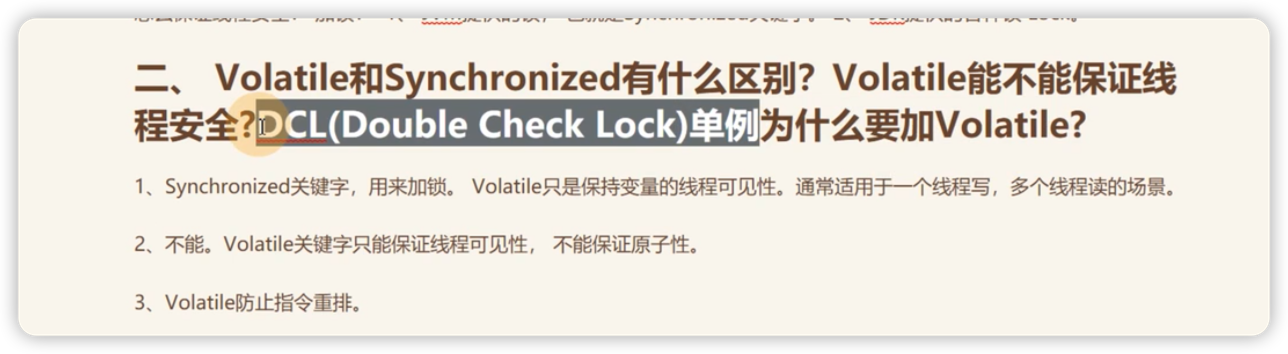 二、 Volatile和Synchronized有什么区别？Volatile能不能保证线
程安全?DCL(Double Check Lock)单例为什么要加Volatile?
1、Synchronized关键字，用来加锁。 Volatile只是保持变量的线程可见性。通常适用于一个线程写，多个线程读的场景。
2、不能。Volatile关键字只能保证线程可见性， 不能保证原子性。
3、Volatile防止指令重排。